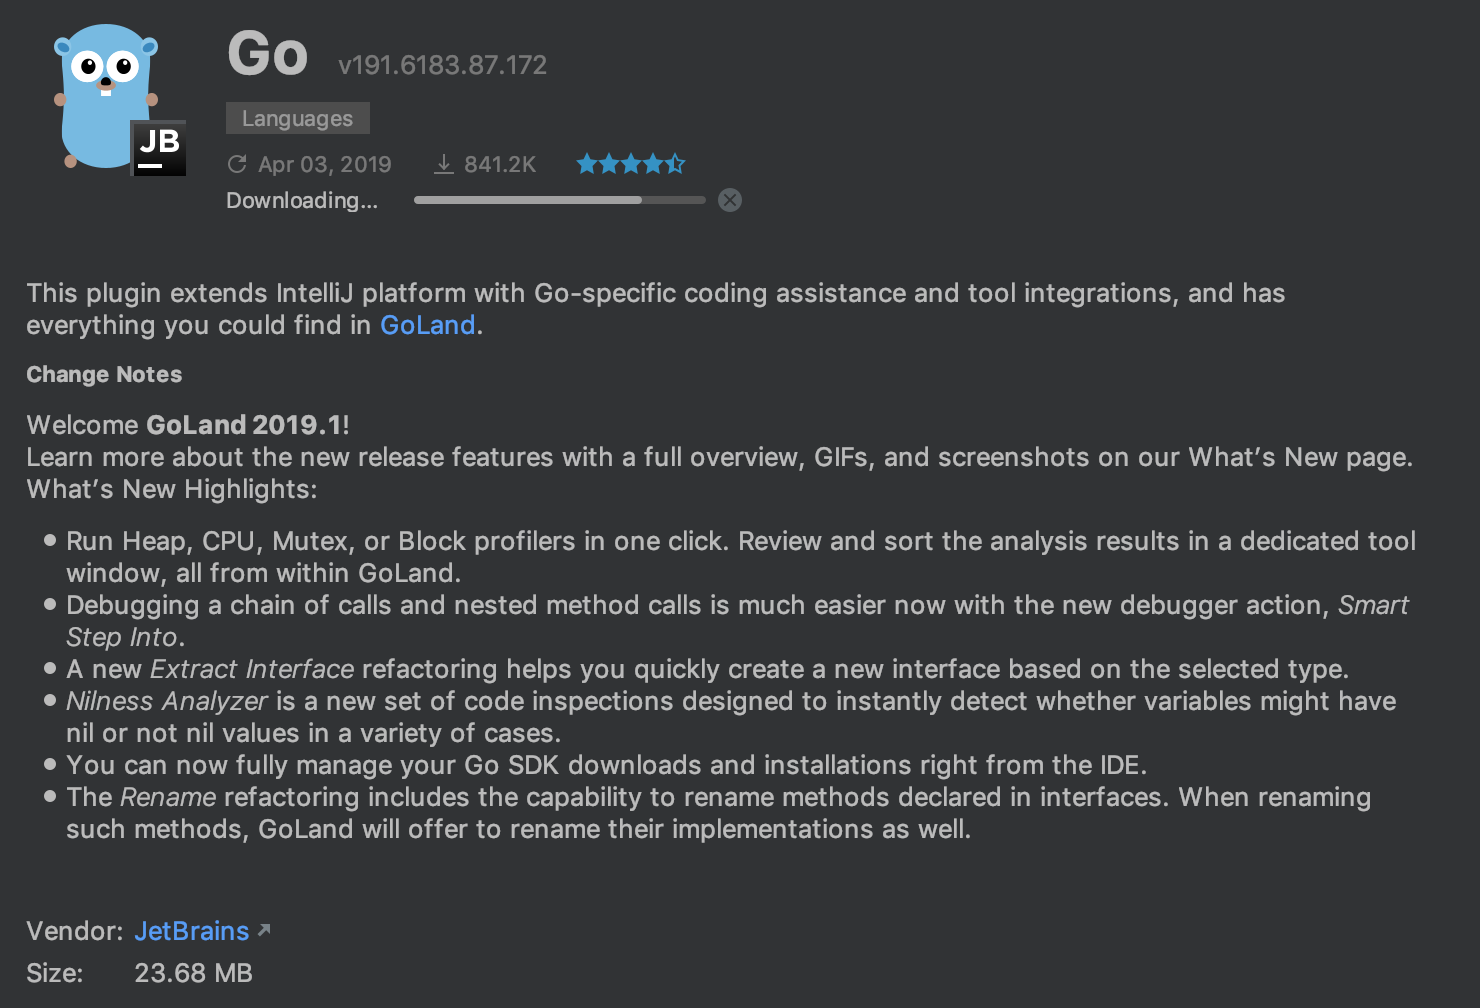 Go v191.6183.87.172
JB
Languages
Apr 03, 2019 841.2K
Downloading...
This plugin extends IntelliJ platform with Go-specific coding assistance and tool integrations, and has
everything you could find in GoLand.
Change Notes
Welcome GoLand 2019.1!
Learn more about the new release features with a full overview, GIFs, and screenshots on our What's New page.
What's New Highlights:
• Run Heap, CPU, Mutex, or Block profilers in one click. Review and sort the analysis results in a dedicated tool
window, all from within GoLand.
• Debugging a chain of calls and nested method calls is much easier now with the new debugger action, Smart
Step Into.
• A new Extract Interface refactoring helps you quickly create a new interface based on the selected type.
• Nilness Analyzer is a new set of code inspections designed to instantly detect whether variables might have
nil or not nil values in a variety of cases.
• You can now fully manage your Go SDK downloads and installations right from the IDE.
• The Rename refactoring includes the capability to rename methods declared in interfaces. When renaming
such methods, GoLand will offer to rename their implementations as well.
Vendor: JetBrains
Size: 23.68 MB